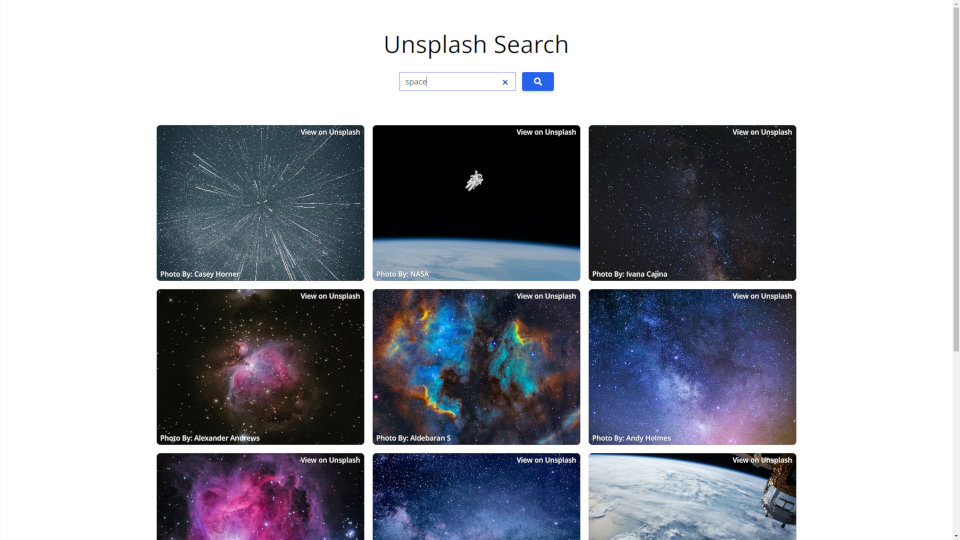 Unsplash Search
space
View on Unsplash
View on Unsplash
View on Unsplash
Photo By: Casey Horner
Photo By: NASA
Photo By: Ivana Cajina
View on Unsplash
View on Unsplash
View on Unsplash
Photo By: Alexander Andrews
Photo By: Aldebaran S
Photo By: Andy Holmes
View on Unsplash
View on Unsplash
View on Unsplash